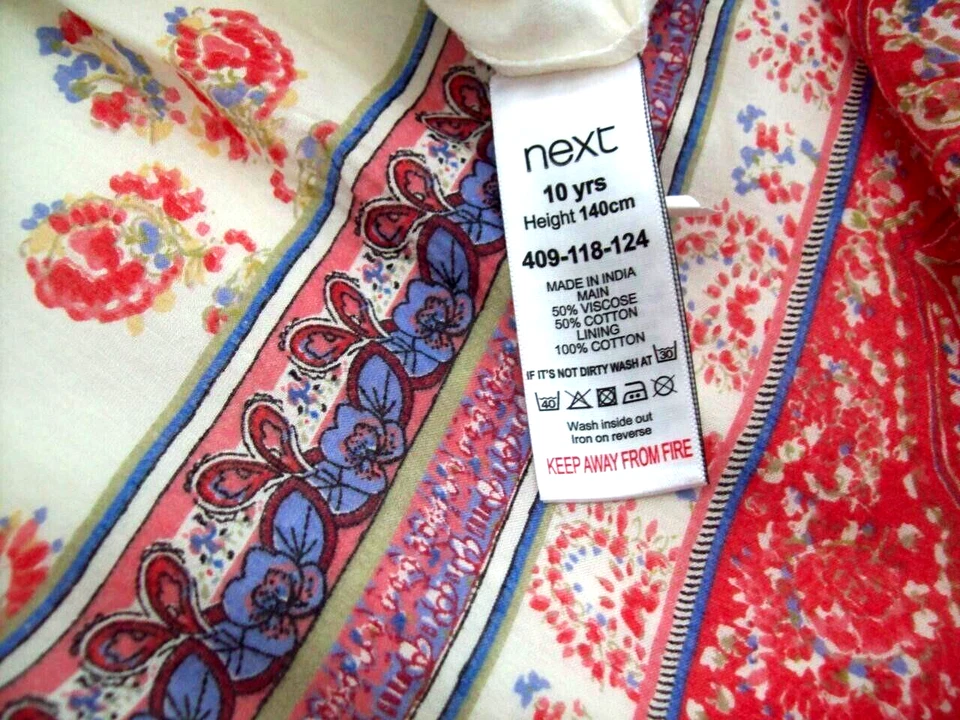 next
10 yrs
Height 140cm
409-118-124
MADE IN INDIA
MAIN
50% VISCOSE
50% COTTON
LINING
100% COTTON
IF IT'S NOT DIRTY WASH AT 30
40
Wash inside out
Iron on reverse
KEEP AWAY FROM FIRE